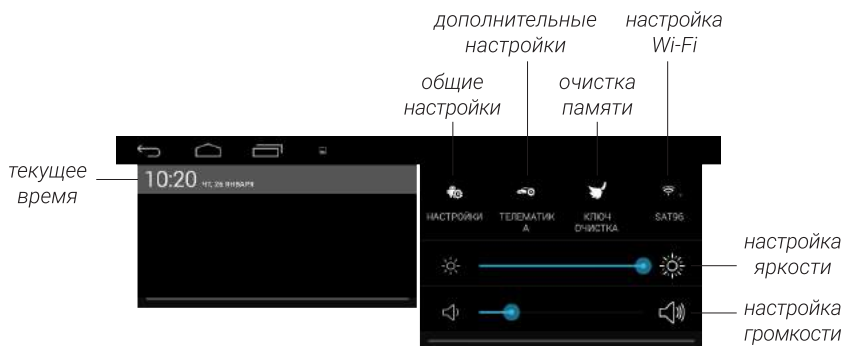 дополнительные
настройки
настройка
Wi-Fi
общие
настройки
очистка
памяти
текущее
время
10:20 ЧТ, 26 ЯНВАРЯ
НАСТРОЙКИ
ТЕЛЕМАТИК
А
КЛЮЧ
ОЧИСТКА
SAT96
настройка
яркости
настройка
громкости